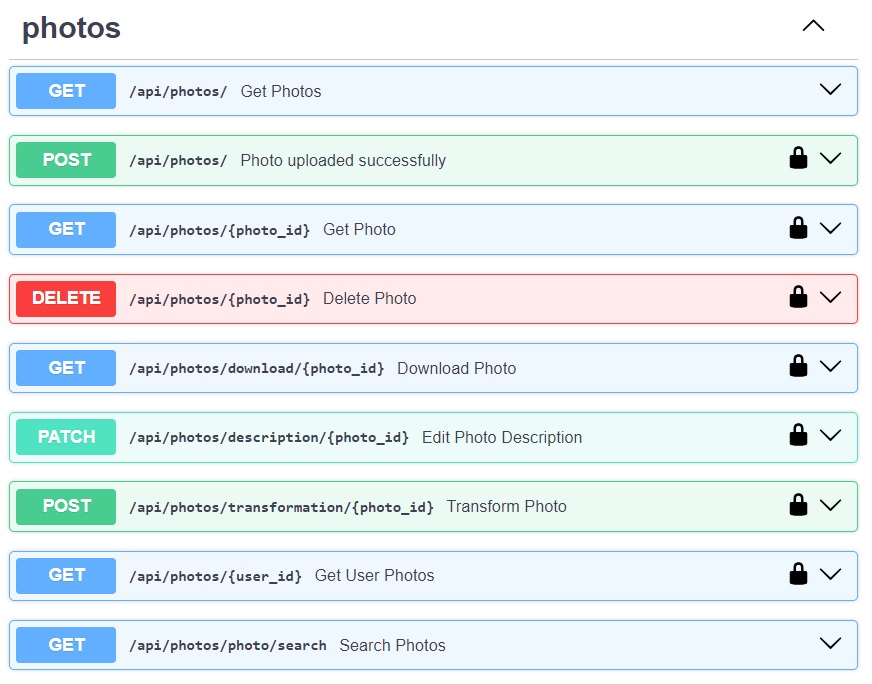 photos
GET /api/photos/ Get Photos
POST /api/photos/ Photo uploaded successfully
GET /api/photos/{photo_id} Get Photo
DELETE /api/photos/{photo_id} Delete Photo
GET /api/photos/download/{photo_id} Download Photo
PATCH /api/photos/description/{photo_id} Edit Photo Description
POST /api/photos/transformation/{photo_id} Transform Photo
GET /api/photos/{user_id} Get User Photos
GET /api/photos/photo/search Search Photos